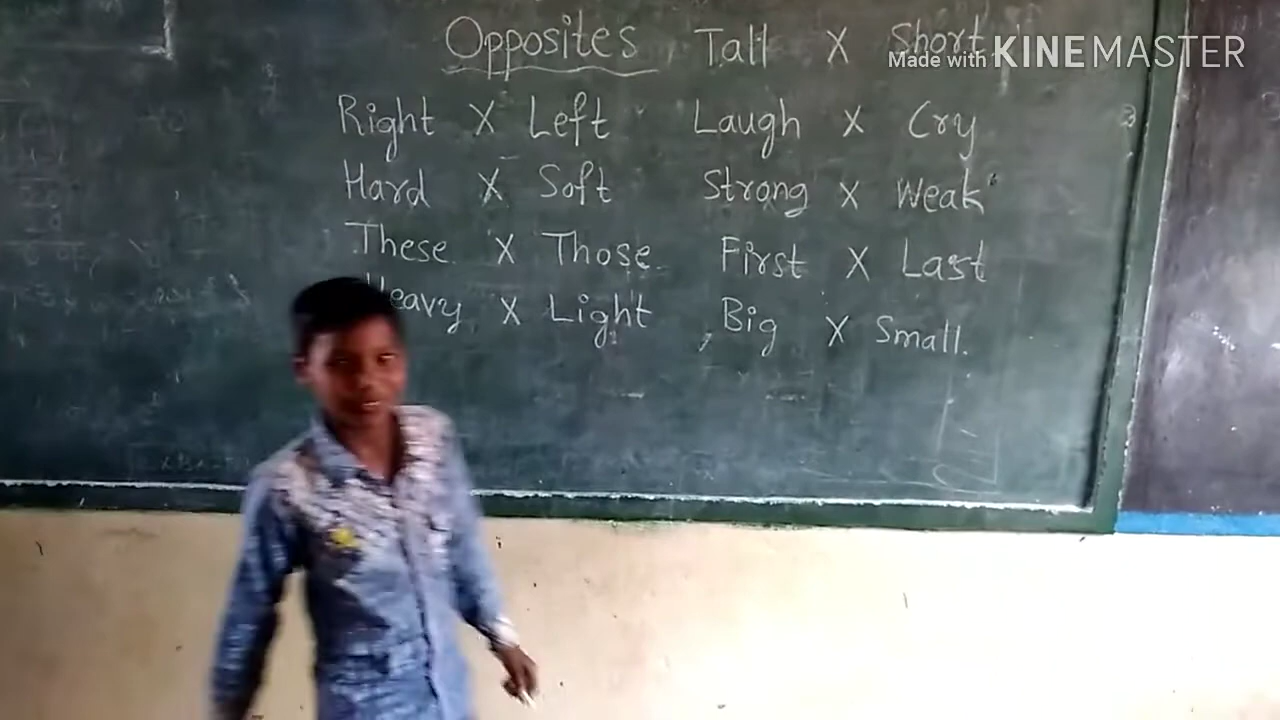 Opposites Tall X Short
Made with KINEMASTER
Right X Left Laugh X Cry
Hard X Soft Strong X Weak
These X Those First X Last
Heavy X Light Big X Small.